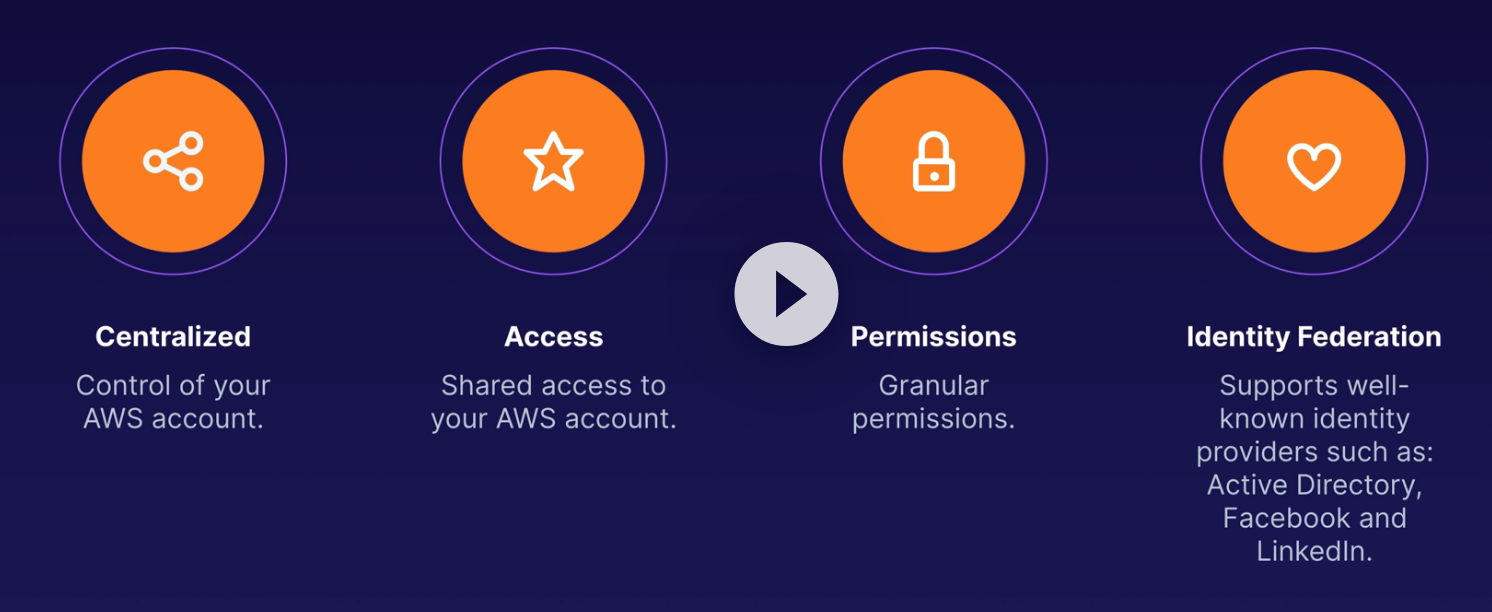 Centralized
Control of your
AWS account.
Access
Shared access to
your AWS account.
Permissions
Granular
permissions.
Identity Federation
Supports well-
known identity
providers such as:
Active Directory,
Facebook and
LinkedIn.